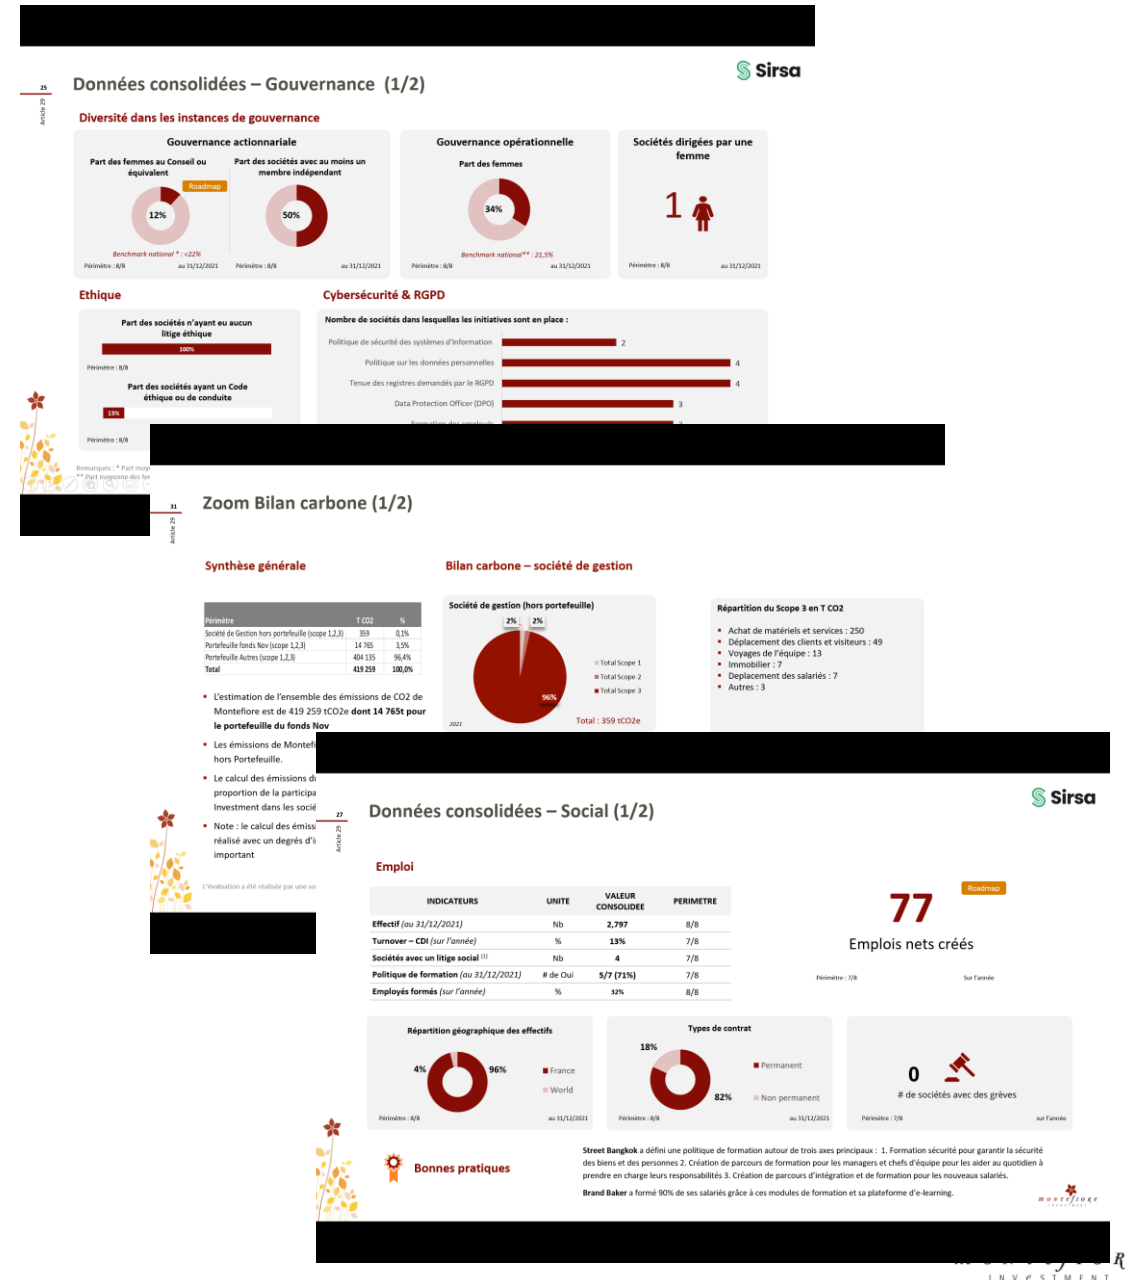 Sirsa
25
Données consolidées – Gouvernance (1/2)
Article 29
Diversité dans les instances de gouvernance
Gouvernance actionnariale
Part des femmes au Conseil ou
équivalent
Roadmap
12%
Benchmark national * : <22%
Périmètre : 8/8
au 31/12/2021
Part des sociétés avec au moins un
membre indépendant
50%
Périmètre : 8/8
au 31/12/2021
Gouvernance opérationnelle
Part des femmes
34%
Benchmark national** : 21,5%
Périmètre : 8/8
au 31/12/2021
Sociétés dirigées par une
femme
1
Périmètre : 8/8
au 31/12/2021
Ethique
Part des sociétés n'ayant eu aucun
litige éthique
100%
Périmètre : 8/8
Part des sociétés ayant un Code
éthique ou de conduite
13%
Périmètre : 8/8
Cybersécurité & RGPD
Nombre de sociétés dans lesquelles les initiatives sont en place :
Politique de sécurité des systèmes d'information 2
Politique sur les données personnelles 4
Tenue des registres demandés par le RGPD 4
Data Protection Officer (DPO) 3
Remarques : * Part
** Part moyenne des
31
Zoom Bilan carbone (1/2)
Article 29
Synthèse générale
Périmètre T CO2 %
Société de Gestion hors portefeuille (scope 1,2,3) 359 0,1%
Portefeuille fonds Nov (scope 1,2,3) 14 765 3,5%
Portefeuille Autres (scope 1,2,3) 404 135 96,4%
Total 419 259 100,0%
▪ L'estimation de l'ensemble des émissions de CO2 de
Montefiore est de 419 259 tCO2e dont 14 765t pour
le portefeuille du fonds Nov
▪ Les émissions de
hors Portefeuille.
▪ Le calcul des émissions
proportion de la
Investment dans les
▪ Note : le calcul des
réalisé avec un degrés
important
L'évaluation a été réalisée par une
Bilan carbone – société de gestion
Société de gestion (hors portefeuille)
2% 2%
Total Scope 1
Total Scope 2
Total Scope 3
96%
2021
Total : 359 tCO2e
Répartition du Scope 3 en T CO2
▪ Achat de matériels et services : 250
▪ Déplacement des clients et visiteurs : 49
▪ Voyages de l'équipe : 13
▪ Immobilier : 7
▪ Deplacement des salariés : 7
▪ Autres : 3
Sirsa
27
Données consolidées – Social (1/2)
Article 29
Emploi
INDICATEURS UNITE VALEUR CONSOLIDEE PERIMETRE
Effectif (au 31/12/2021) Nb 2,797 8/8
Turnover – CDI (sur l'année) % 13% 7/8
Sociétés avec un litige social (1) Nb 4 7/8
Politique de formation (au 31/12/2021) # de Oui 5/7 (71%) 7/8
Employés formés (sur l'année) % 32% 8/8
Roadmap
77
Emplois nets créés
Périmètre : 7/8
Sur l'année
Répartition géographique des effectifs
4%
96%
France
World
Périmètre : 8/8
au 31/12/2021
Types de contrat
18%
82%
Permanent
Non permanent
Périmètre : 8/8
au 31/12/2021
0
# de sociétés avec des grèves
Périmètre : 7/8
sur l'année
Bonnes pratiques
Street Bangkok a défini une politique de formation autour de trois axes principaux : 1. Formation sécurité pour garantir la sécurité
des biens et des personnes 2. Création de parcours de formation pour les managers et chefs d'équipe pour les aider au quotidien à
prendre en charge leurs responsabilités 3. Création de parcours d'intégration et de formation pour les nouveaux salariés.
Brand Baker a formé 90% de ses salariés grâce à ces modules de formation et sa plateforme d'e-learning.
montefiore
investment
INVESTMENT